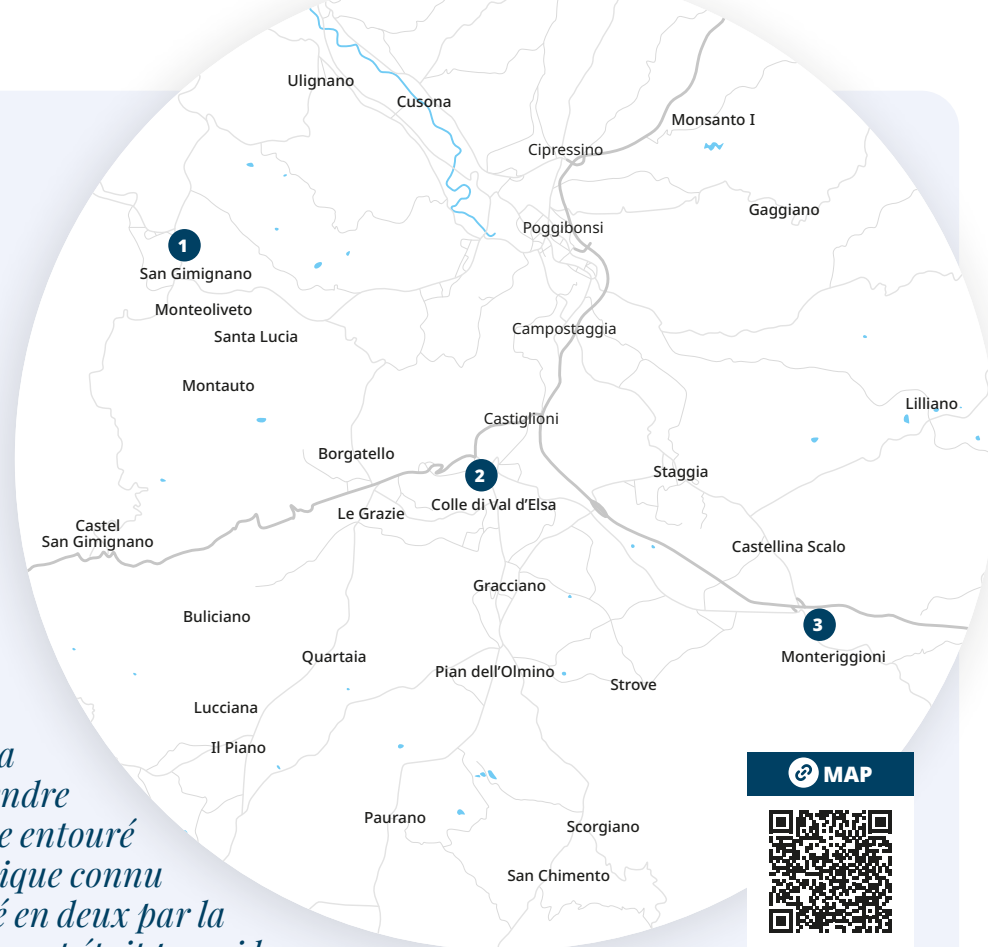 Ulignano
Cusona
Monsanto I
Cipressino
Gaggiano
Poggibonsi
1
San Gimignano
Monteoliveto
Campostaggia
Santa Lucia
Montauto
Lilliano
Castiglioni
Borgatello
Staggia
2
Colle di Val d’Elsa
Le Grazie
Castel
San Gimignano
Castellina Scalo
Gracciano
Buliciano
3
Monteriggioni
Quartaia
Pian dell’Olmino
Strove
Lucciana
Il Piano
Paurano
Scorgiano
San Chimento
MAP
a
ndre
e entouré
ique connu
é en deux par la